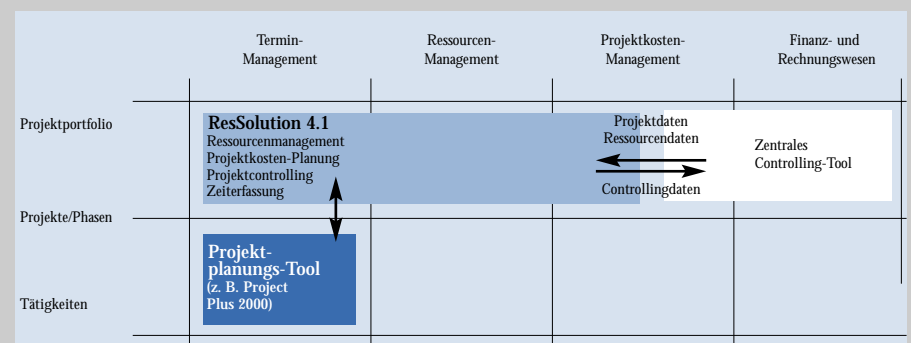 Termin-
Management
Ressourcen-
Management
Projektkosten-
Management
Finanz- und
Rechnungswesen
Projektportfolio
ResSolution 4.1
Ressourcenmanagement
Projektkosten-Planung
Projektcontrolling
Zeiterfassung
Projektdaten
Ressourcendaten
Controllingdaten
Zentrales
Controlling-Tool
Projekte/Phasen
Projekt-
planungs-Tool
(z. B. Project
Plus 2000)
Tätigkeiten